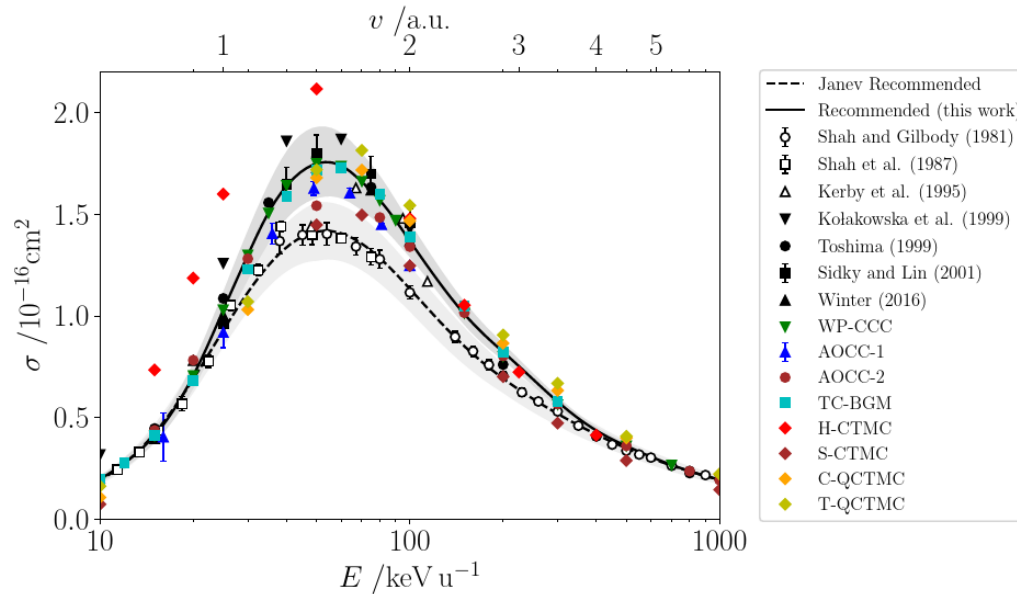 v /a.u.
1 2 3 4 5
2.0
1.5
1.0
0.5
0.0
σ /10⁻¹⁶cm²
10 100 1000
E /keV u⁻¹
Janev Recommended
Recommended (this work)
Shah and Gilbody (1981)
Shah et al. (1987)
Kerby et al. (1995)
Kołakowska et al. (1999)
Toshima (1999)
Sidky and Lin (2001)
Winter (2016)
WP-CCC
AOCC-1
AOCC-2
TC-BGM
H-CTMC
S-CTMC
C-QCTMC
T-QCTMC